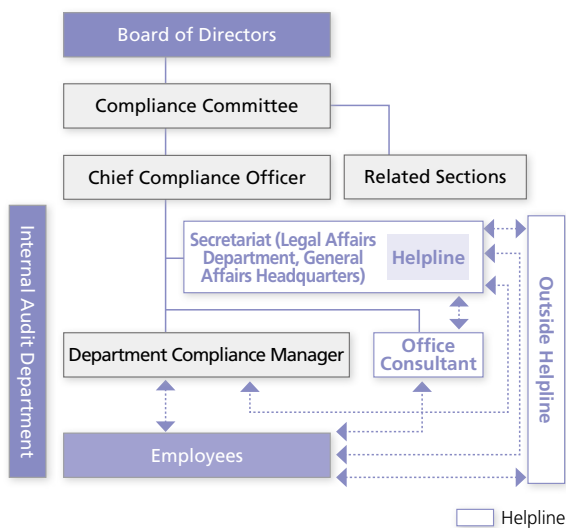 Board of Directors
Compliance Committee
Chief Compliance Officer
Related Sections
Internal Audit Department
Secretariat (Legal Affairs
Department, General
Affairs Headquarters)
Helpline
Outside Helpline
Department Compliance Manager
Office
Consultant
Employees
Helpline